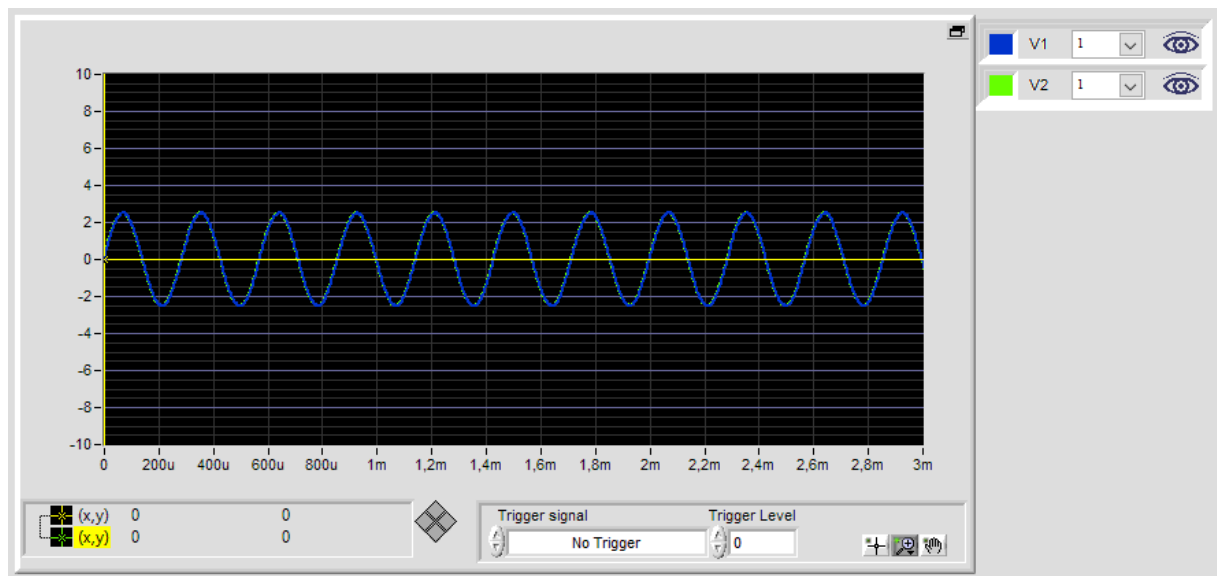 V1 1
V2 1
10
8
6
4
2
0
-2
-4
-6
-8
-10
0 200u 400u 600u 800u 1m 1,2m 1,4m 1,6m 1,8m 2m 2,2m 2,4m 2,6m 2,8m 3m
(x,y) 0 0
(x,y) 0 0
Trigger signal Trigger Level
No Trigger 0